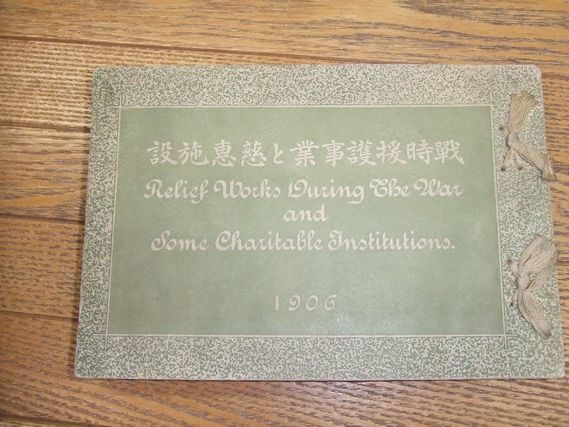 戰時援護事業と慈惠施設
Relief Works During The War
and
Some Charitable Institutions.
1906